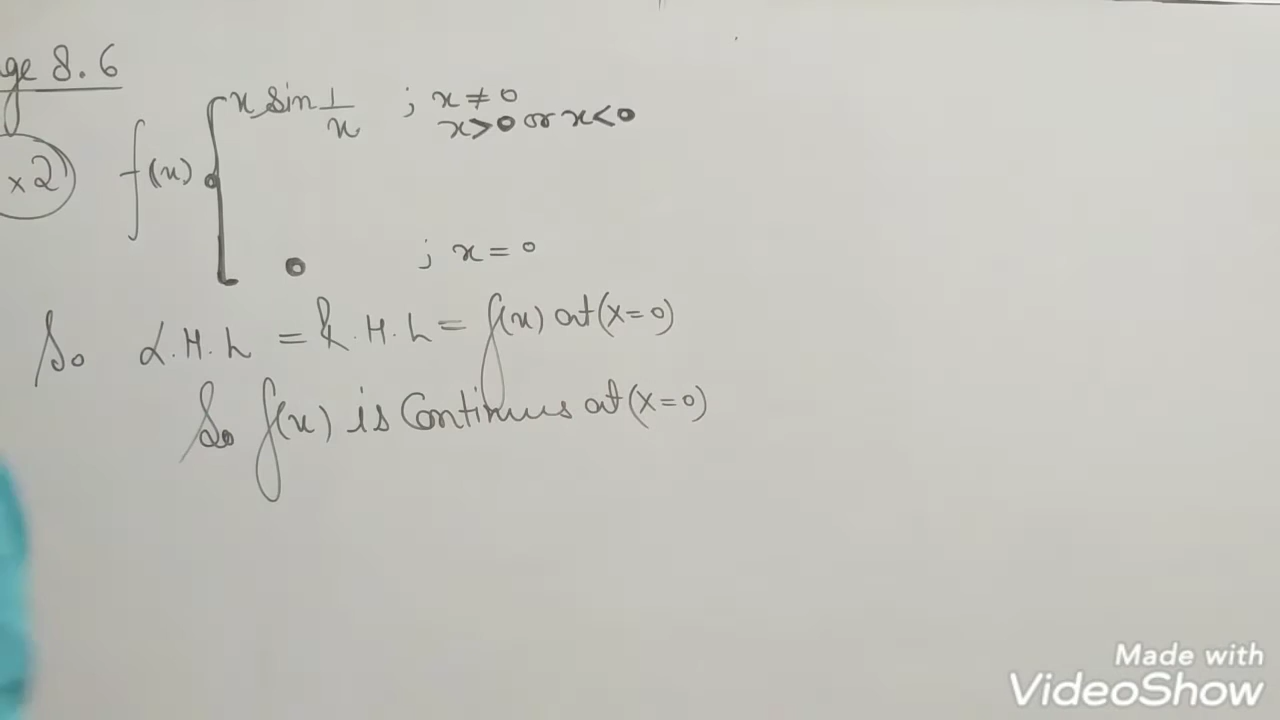 ge 8.6
x sin 1/x ; x ≠ 0
x>0 or x<0
x2 f(x)
0 ; x = 0
So L.H.L = R.H.L = f(x) at (x=0)
So f(x) is Continus at (x=0)
Made with
VideoShow